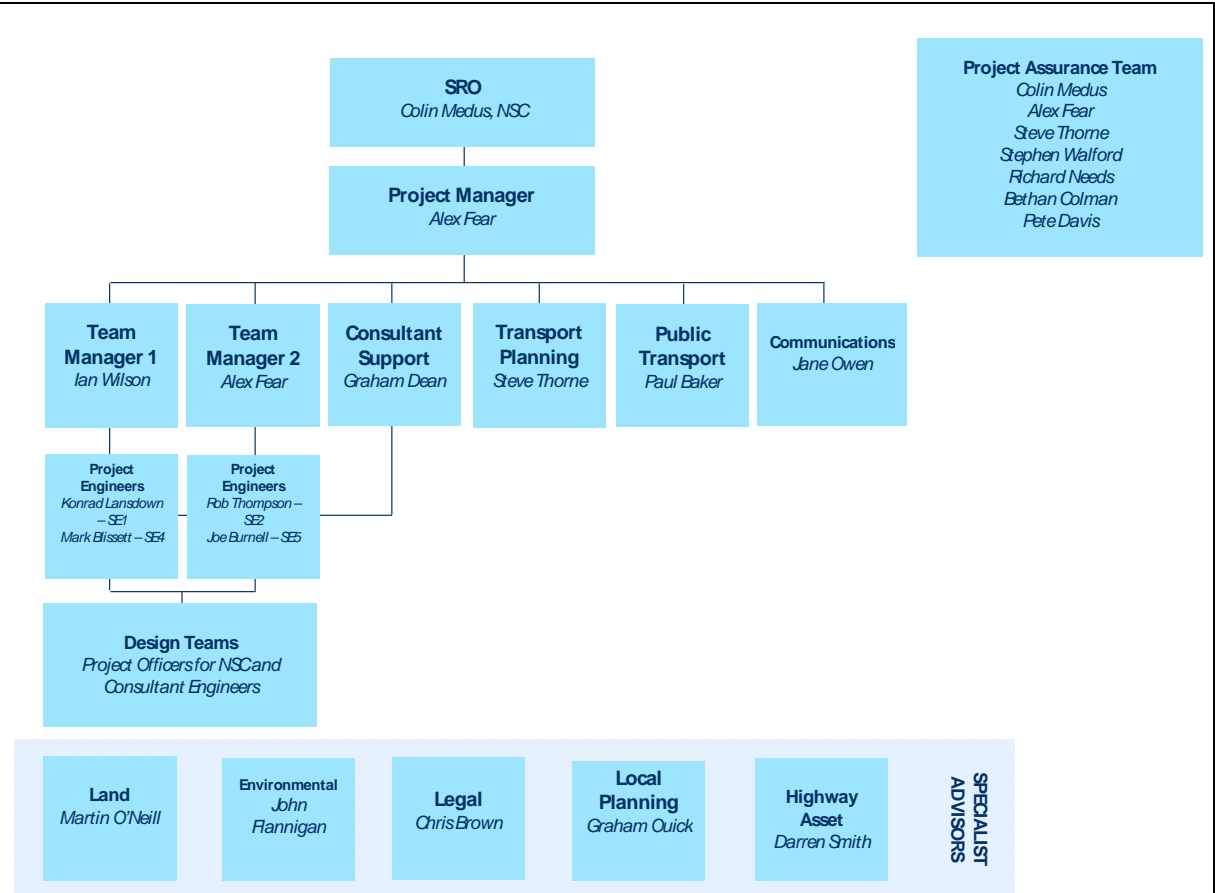 SRO
Colin Medus, NSC
Project Assurance Team
Colin Medus
Alex Fear
Steve Thorne
Stephen Walford
Richard Needs
Bethan Colman
Pete Davis
Project Manager
Alex Fear
Team
Manager 1
Ian Wilson
Team
Manager 2
Alex Fear
Consultant
Support
Graham Dean
Transport
Planning
Steve Thorne
Public
Transport
Paul Baker
Communications
Jane Owen
Project
Engineers
Konrad Lansdown
– SE1
Mark Blissett – SE4
Project
Engineers
Rob Thompson –
SE2
Joe Burnell – SE5
Design Teams
Project Officers for NSC and
Consultant Engineers
Land
Martin O'Neill
Environmental
John
Flannigan
Legal
Chris Brown
Local
Planning
Graham Quick
Highway
Asset
Darren Smith
SPECIALIST
ADVISORS